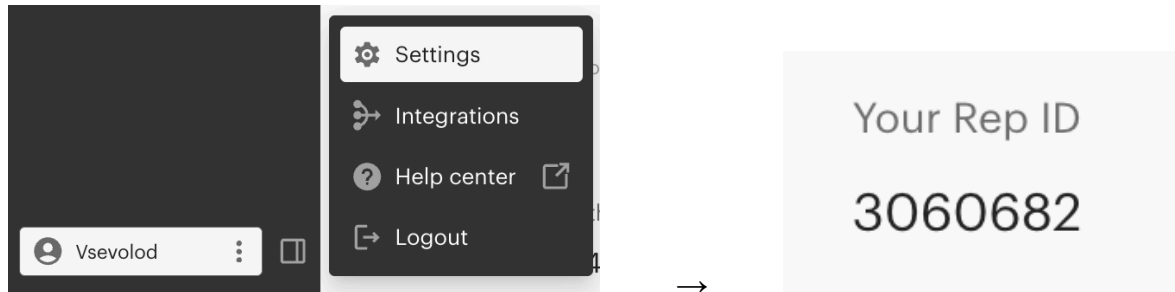 Settings
Integrations
Help center
Logout
Vsevolod
→
Your Rep ID
3060682